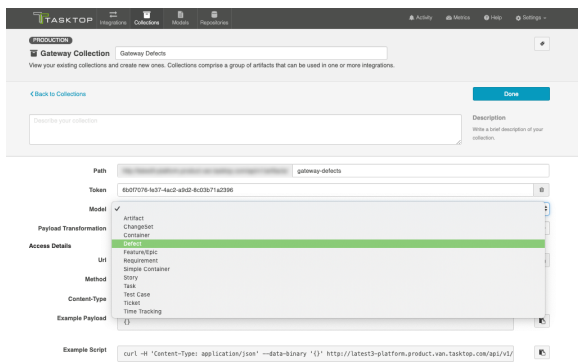 TASKTOP
Integrations
Collections
Models
Repositories
Activity
Metrics
Help
Settings
PRODUCTION
Gateway Collection
Gateway Defects
View your existing collections and create new ones. Collections comprise a group of artifacts that can be used in one or more integrations.
Back to Collections
Done
Describe your collection
Description
Write a brief description of your
collection.
Path
gateway-defects
Token
6b0f7076-fe37-4ac2-a9d2-8c03b71a2396
Model
Artifact
ChangeSet
Container
Defect
Feature/Epic
Requirement
Simple Container
Story
Task
Test Case
Ticket
Time Tracking
Payload Transformation
Access Details
Url
Method
Content-Type
Example Payload
{}
Example Script
curl -H 'Content-Type: application/json' --data-binary '{}' http://latest3-platform.product.van.tasktop.com/api/v1/